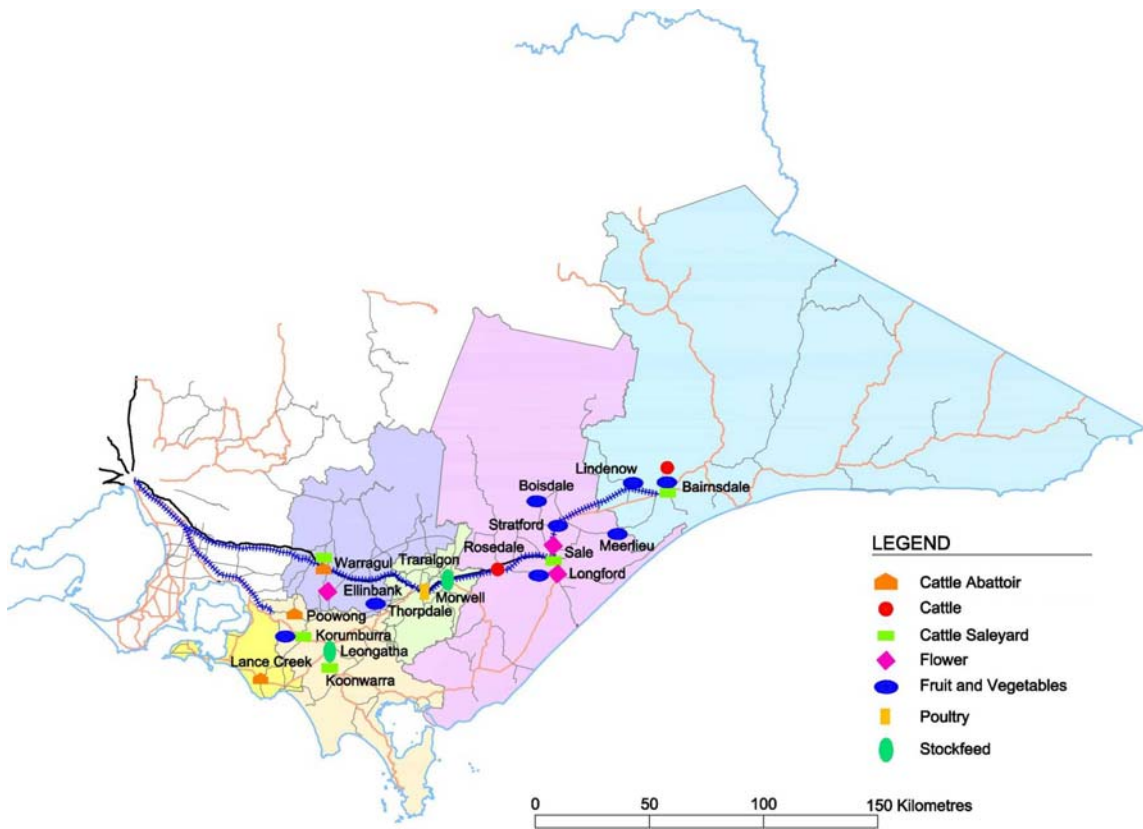 Lindenow
Bairnsdale
Boisdale
Stratford
Meerlieu
Rosedale
Sale
Traralgon
Longford
Warragul
Morwell
Ellinbank
Thorpdale
Poowong
Korumburra
Leongatha
Lance Creek
Koonwarra
LEGEND
Cattle Abattoir
Cattle
Cattle Saleyard
Flower
Fruit and Vegetables
Poultry
Stockfeed
0 50 100 150 Kilometres